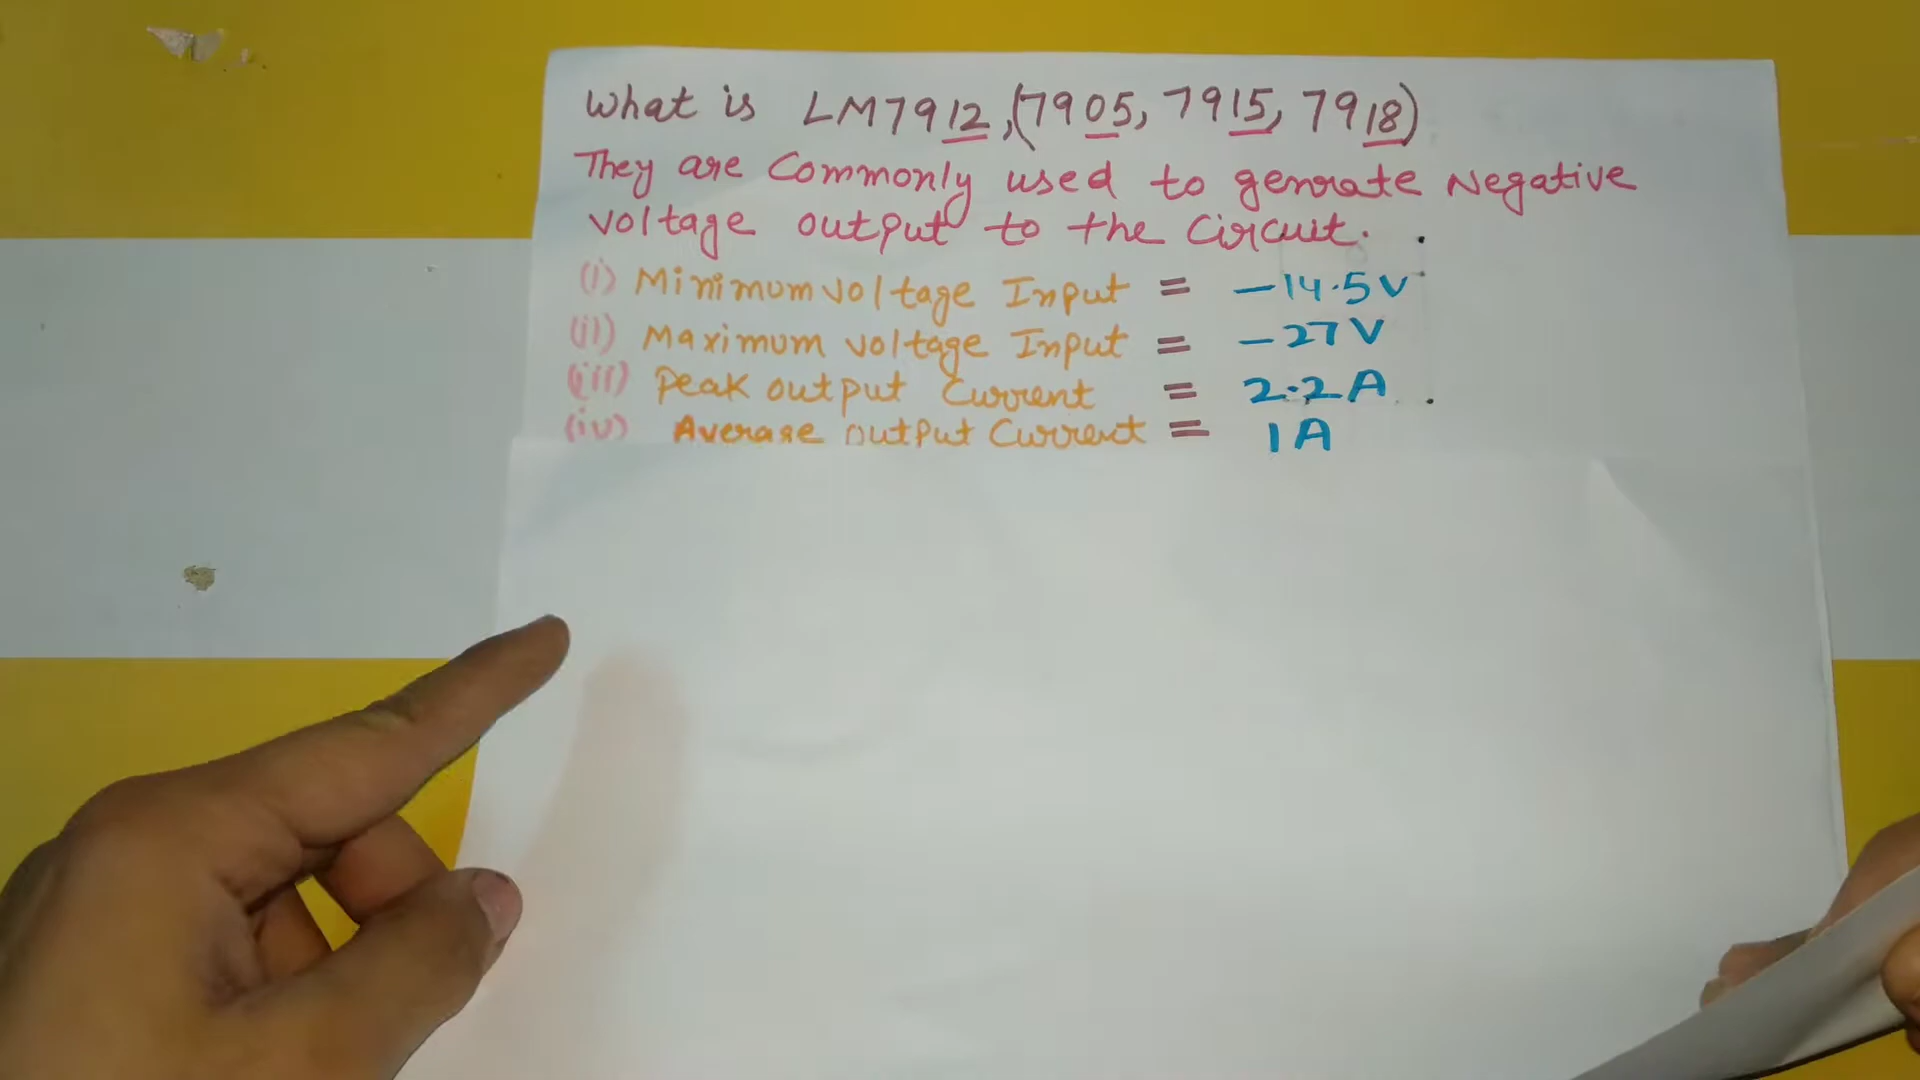 What is LM7912,(7905, 7915, 7918)
They are Commonly used to genrate Negative
voltage output to the Circuit.
(i) Minimum voltage Input = -14.5V
(ii) Maximum voltage Input = -27V
(iii) Peak output Current = 2.2A
(iv) Average output Current = 1A